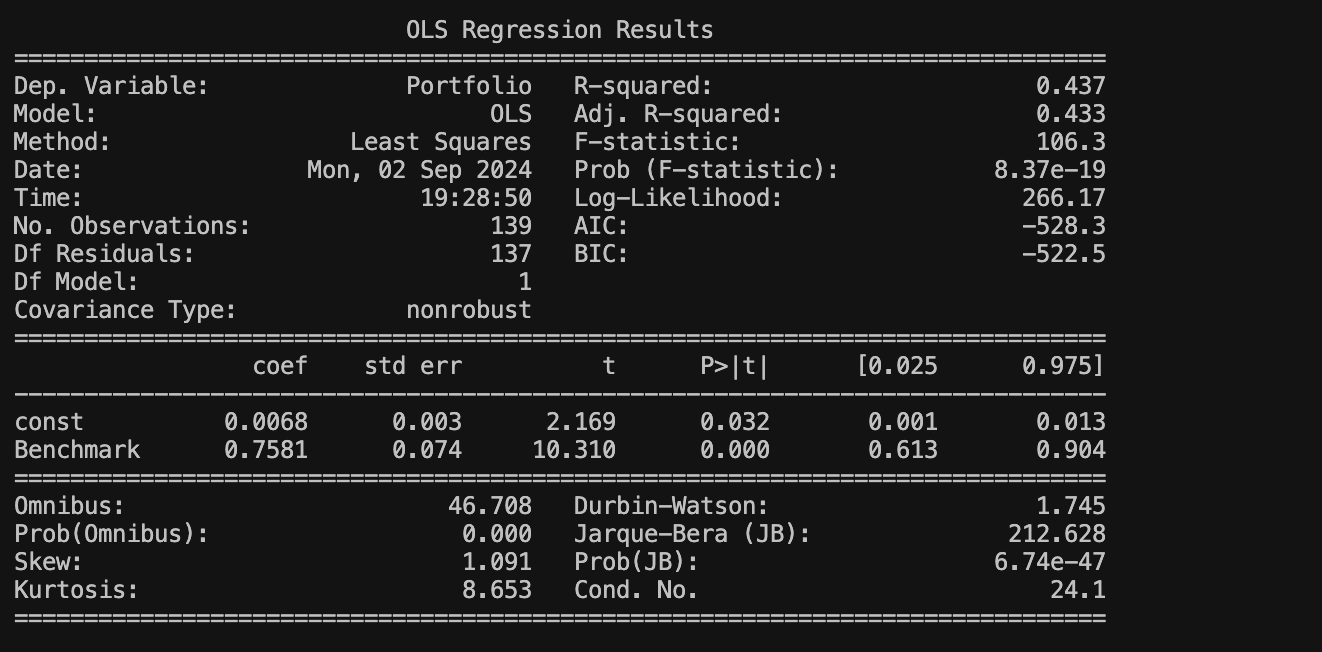 OLS Regression Results
==============================================================================
Dep. Variable:              Portfolio   R-squared:                       0.437
Model:                            OLS   Adj. R-squared:                  0.433
Method:                 Least Squares   F-statistic:                     106.3
Date:                Mon, 02 Sep 2024   Prob (F-statistic):           8.37e-19
Time:                        19:28:50   Log-Likelihood:                 266.17
No. Observations:                 139   AIC:                            -528.3
Df Residuals:                     137   BIC:                            -522.5
Df Model:                           1
Covariance Type:            nonrobust
==============================================================================
                 coef    std err          t      P>|t|      [0.025      0.975]
------------------------------------------------------------------------------
const          0.0068      0.003      2.169      0.032       0.001       0.013
Benchmark      0.7581      0.074     10.310      0.000       0.613       0.904
==============================================================================
Omnibus:                       46.708   Durbin-Watson:                   1.745
Prob(Omnibus):                  0.000   Jarque-Bera (JB):              212.628
Skew:                           1.091   Prob(JB):                     6.74e-47
Kurtosis:                       8.653   Cond. No.                         24.1
==============================================================================